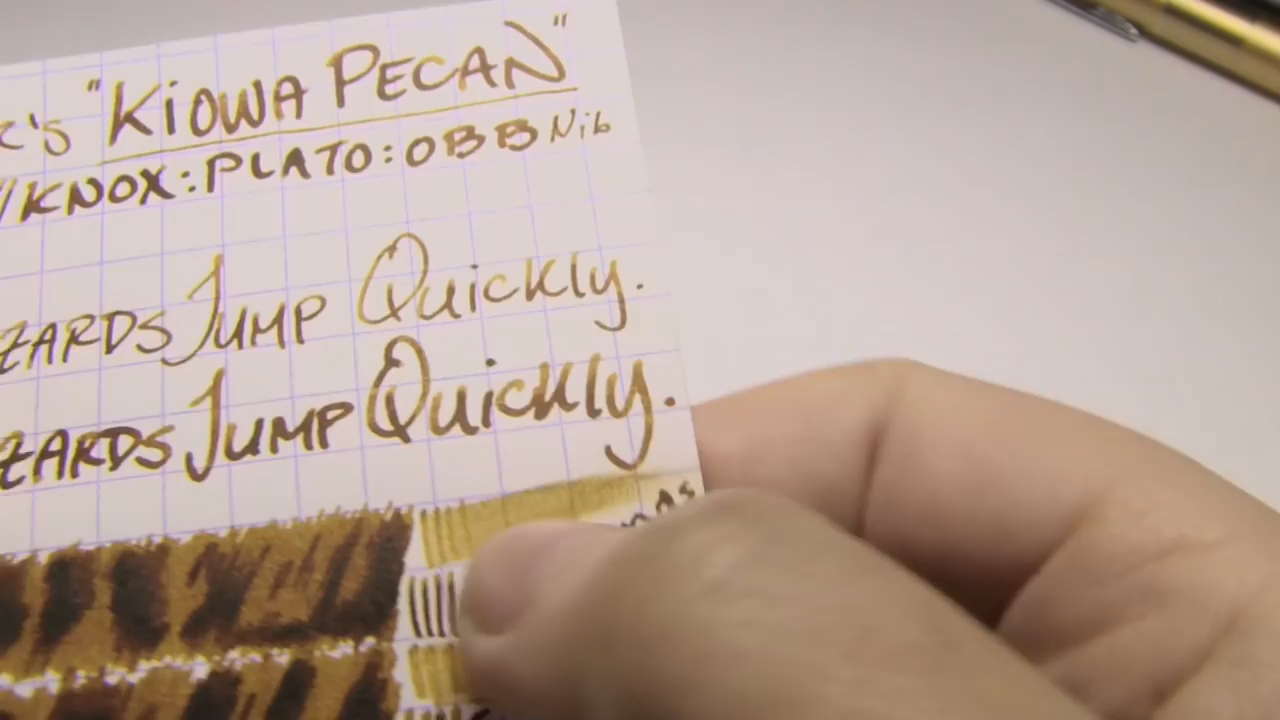 c's "KIOWA PECAN"
//KNOX:PLATO:OBB Nib
ZARDS JUMP Quickly.
ZARDS JUMP Quickly.